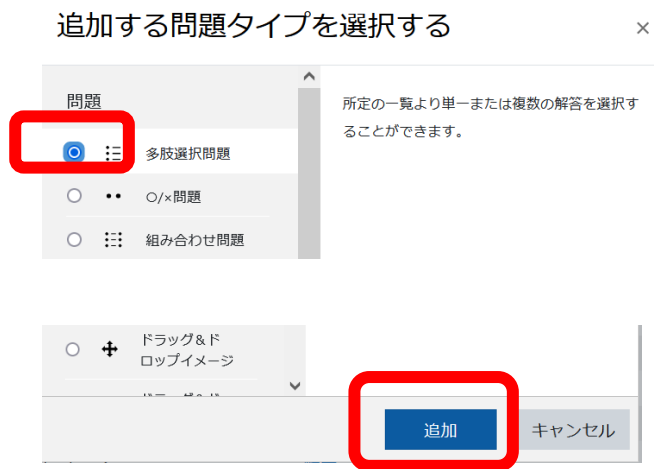 追加する問題タイプを選択する
×
問題
所定の一覧より単一または複数の解答を選択す
ることができます。
多肢選択問題
○/×問題
組み合わせ問題
ドラッグ＆ド
ロップイメージ
追加
キャンセル